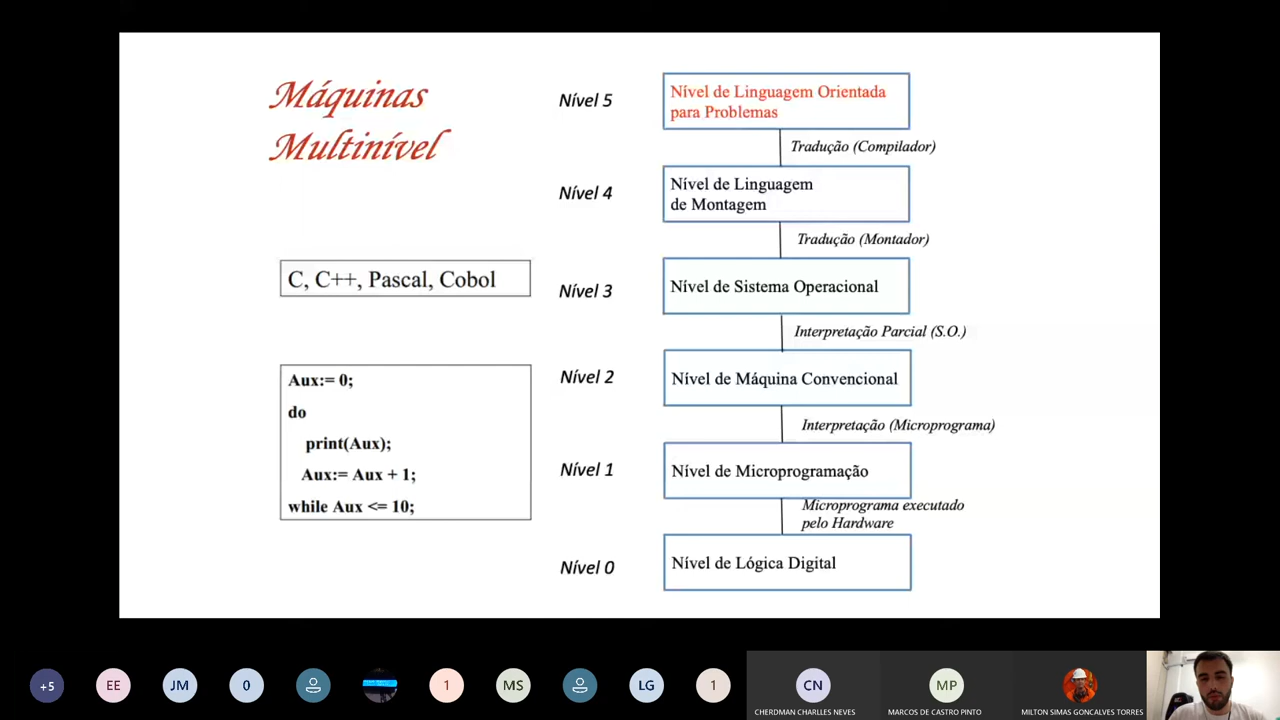 Máquinas
Multinível
Nível 5
Nível de Linguagem Orientada
para Problemas
Tradução (Compilador)
Nível 4
Nível de Linguagem
de Montagem
Tradução (Montador)
C, C++, Pascal, Cobol
Nível 3
Nível de Sistema Operacional
Interpretação Parcial (S.O.)
Aux:= 0;
do
print(Aux);
Aux:= Aux + 1;
while Aux <= 10;
Nível 2
Nível de Máquina Convencional
Interpretação (Microprograma)
Nível 1
Nível de Microprogramação
Microprograma executado
pelo Hardware
Nível 0
Nível de Lógica Digital
+5
EE
JM
0
1
MS
LG
1
CN
CHERDMAN CHARLLES NEVES
MP
MARCOS DE CASTRO PINTO
MILTON SIMAS GONCALVES TORRES